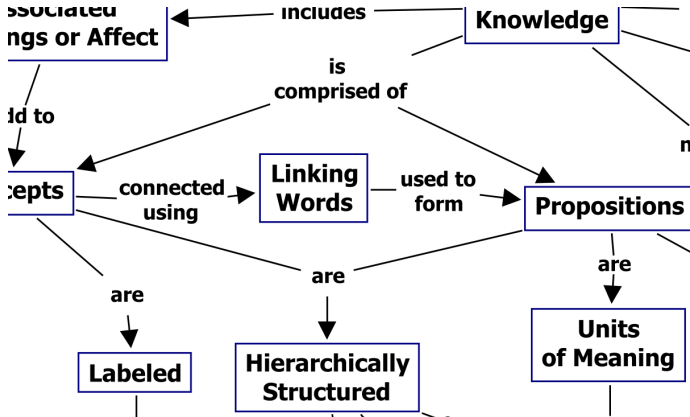 includes
Knowledge
ngs or Affect
is
comprised of
dd to
Linking
Words
cepts
connected
using
used to
form
Propositions
are
are
are
Units
of Meaning
Labeled
Hierarchically
Structured